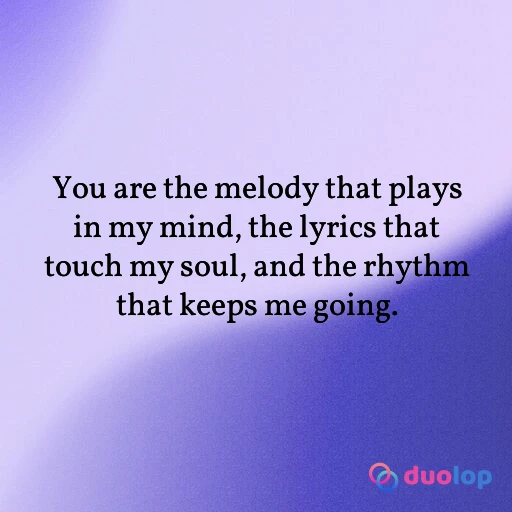 You are the melody that plays
in my mind, the lyrics that
touch my soul, and the rhythm
that keeps me going.
duolop